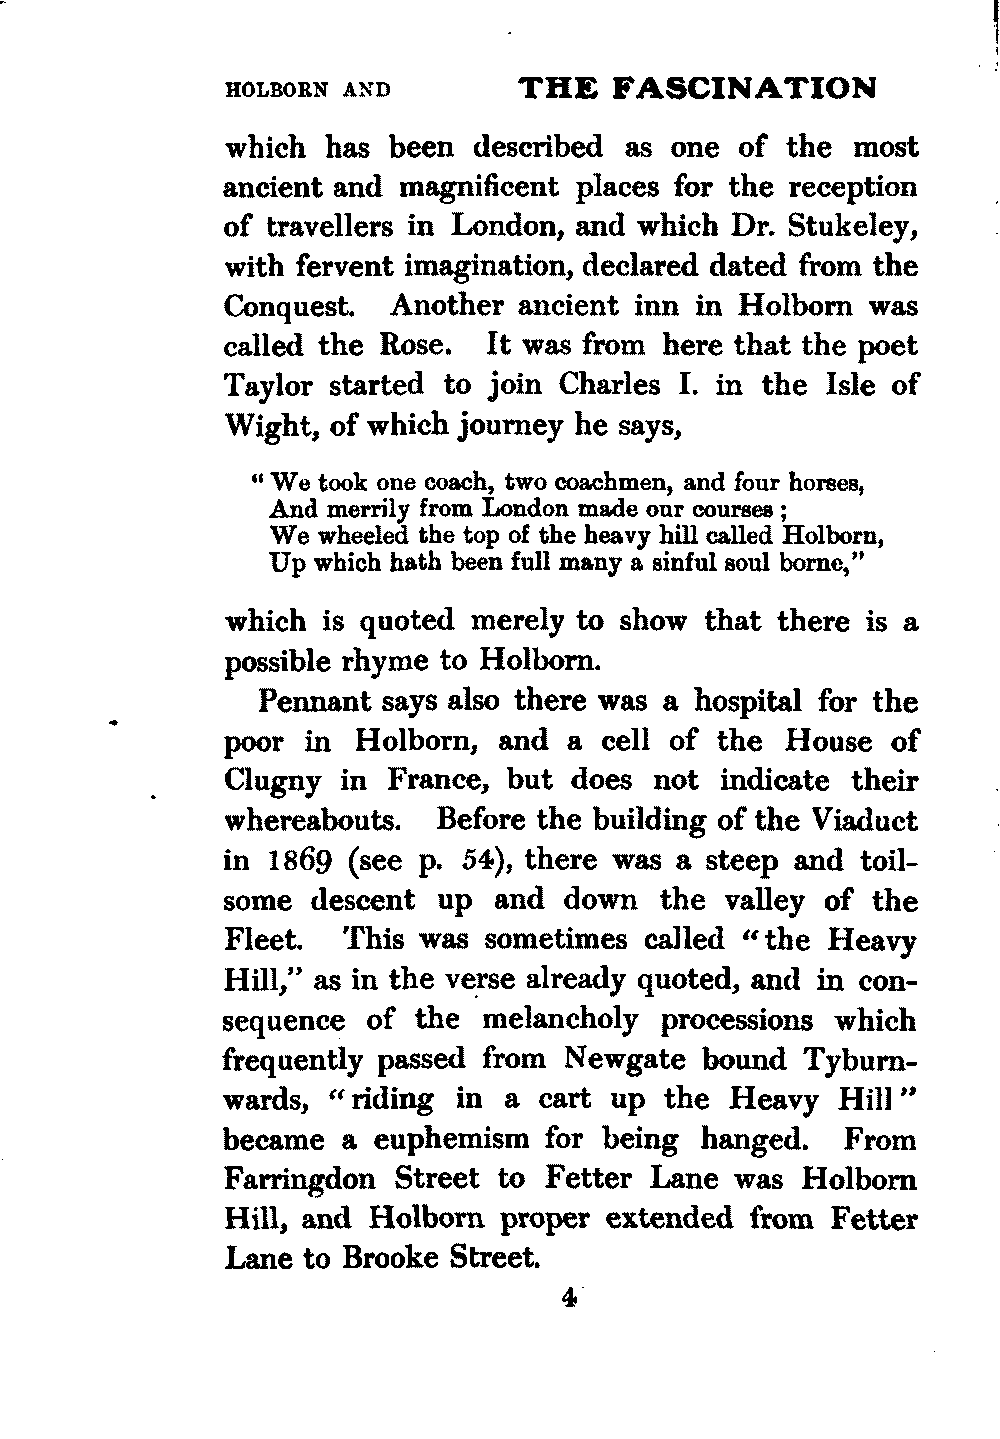 HOLBORN AND THE FASCINATION
which has been described as one of the most
ancient and magnificent places for the reception
of travellers in London, and which Dr. Stukeley,
with fervent imagination, declared dated from the
Conquest. Another ancient inn in Holborn was
called the Rose. It was from here that the poet
Taylor started to join Charles I. in the Isle of
Wight, of which journey he says,
“ We took one coach, two coachmen, and four horses,
And merrily from London made our courses ;
We wheeled the top of the heavy hill called Holborn,
Up which hath been full many a sinful soul borne,”
which is quoted merely to show that there is a
possible rhyme to Holborn.
Pennant says also there was a hospital for the
poor in Holborn, and a cell of the House of
Clugny in France, but does not indicate their
whereabouts. Before the building of the Viaduct
in 1869 (see p. 54), there was a steep and toil-
some descent up and down the valley of the
Fleet. This was sometimes called “the Heavy
Hill,” as in the verse already quoted, and in con-
sequence of the melancholy processions which
frequently passed from Newgate bound Tyburn-
wards, “riding in a cart up the Heavy Hill”
became a euphemism for being hanged. From
Farringdon Street to Fetter Lane was Holborn
Hill, and Holborn proper extended from Fetter
Lane to Brooke Street.
4